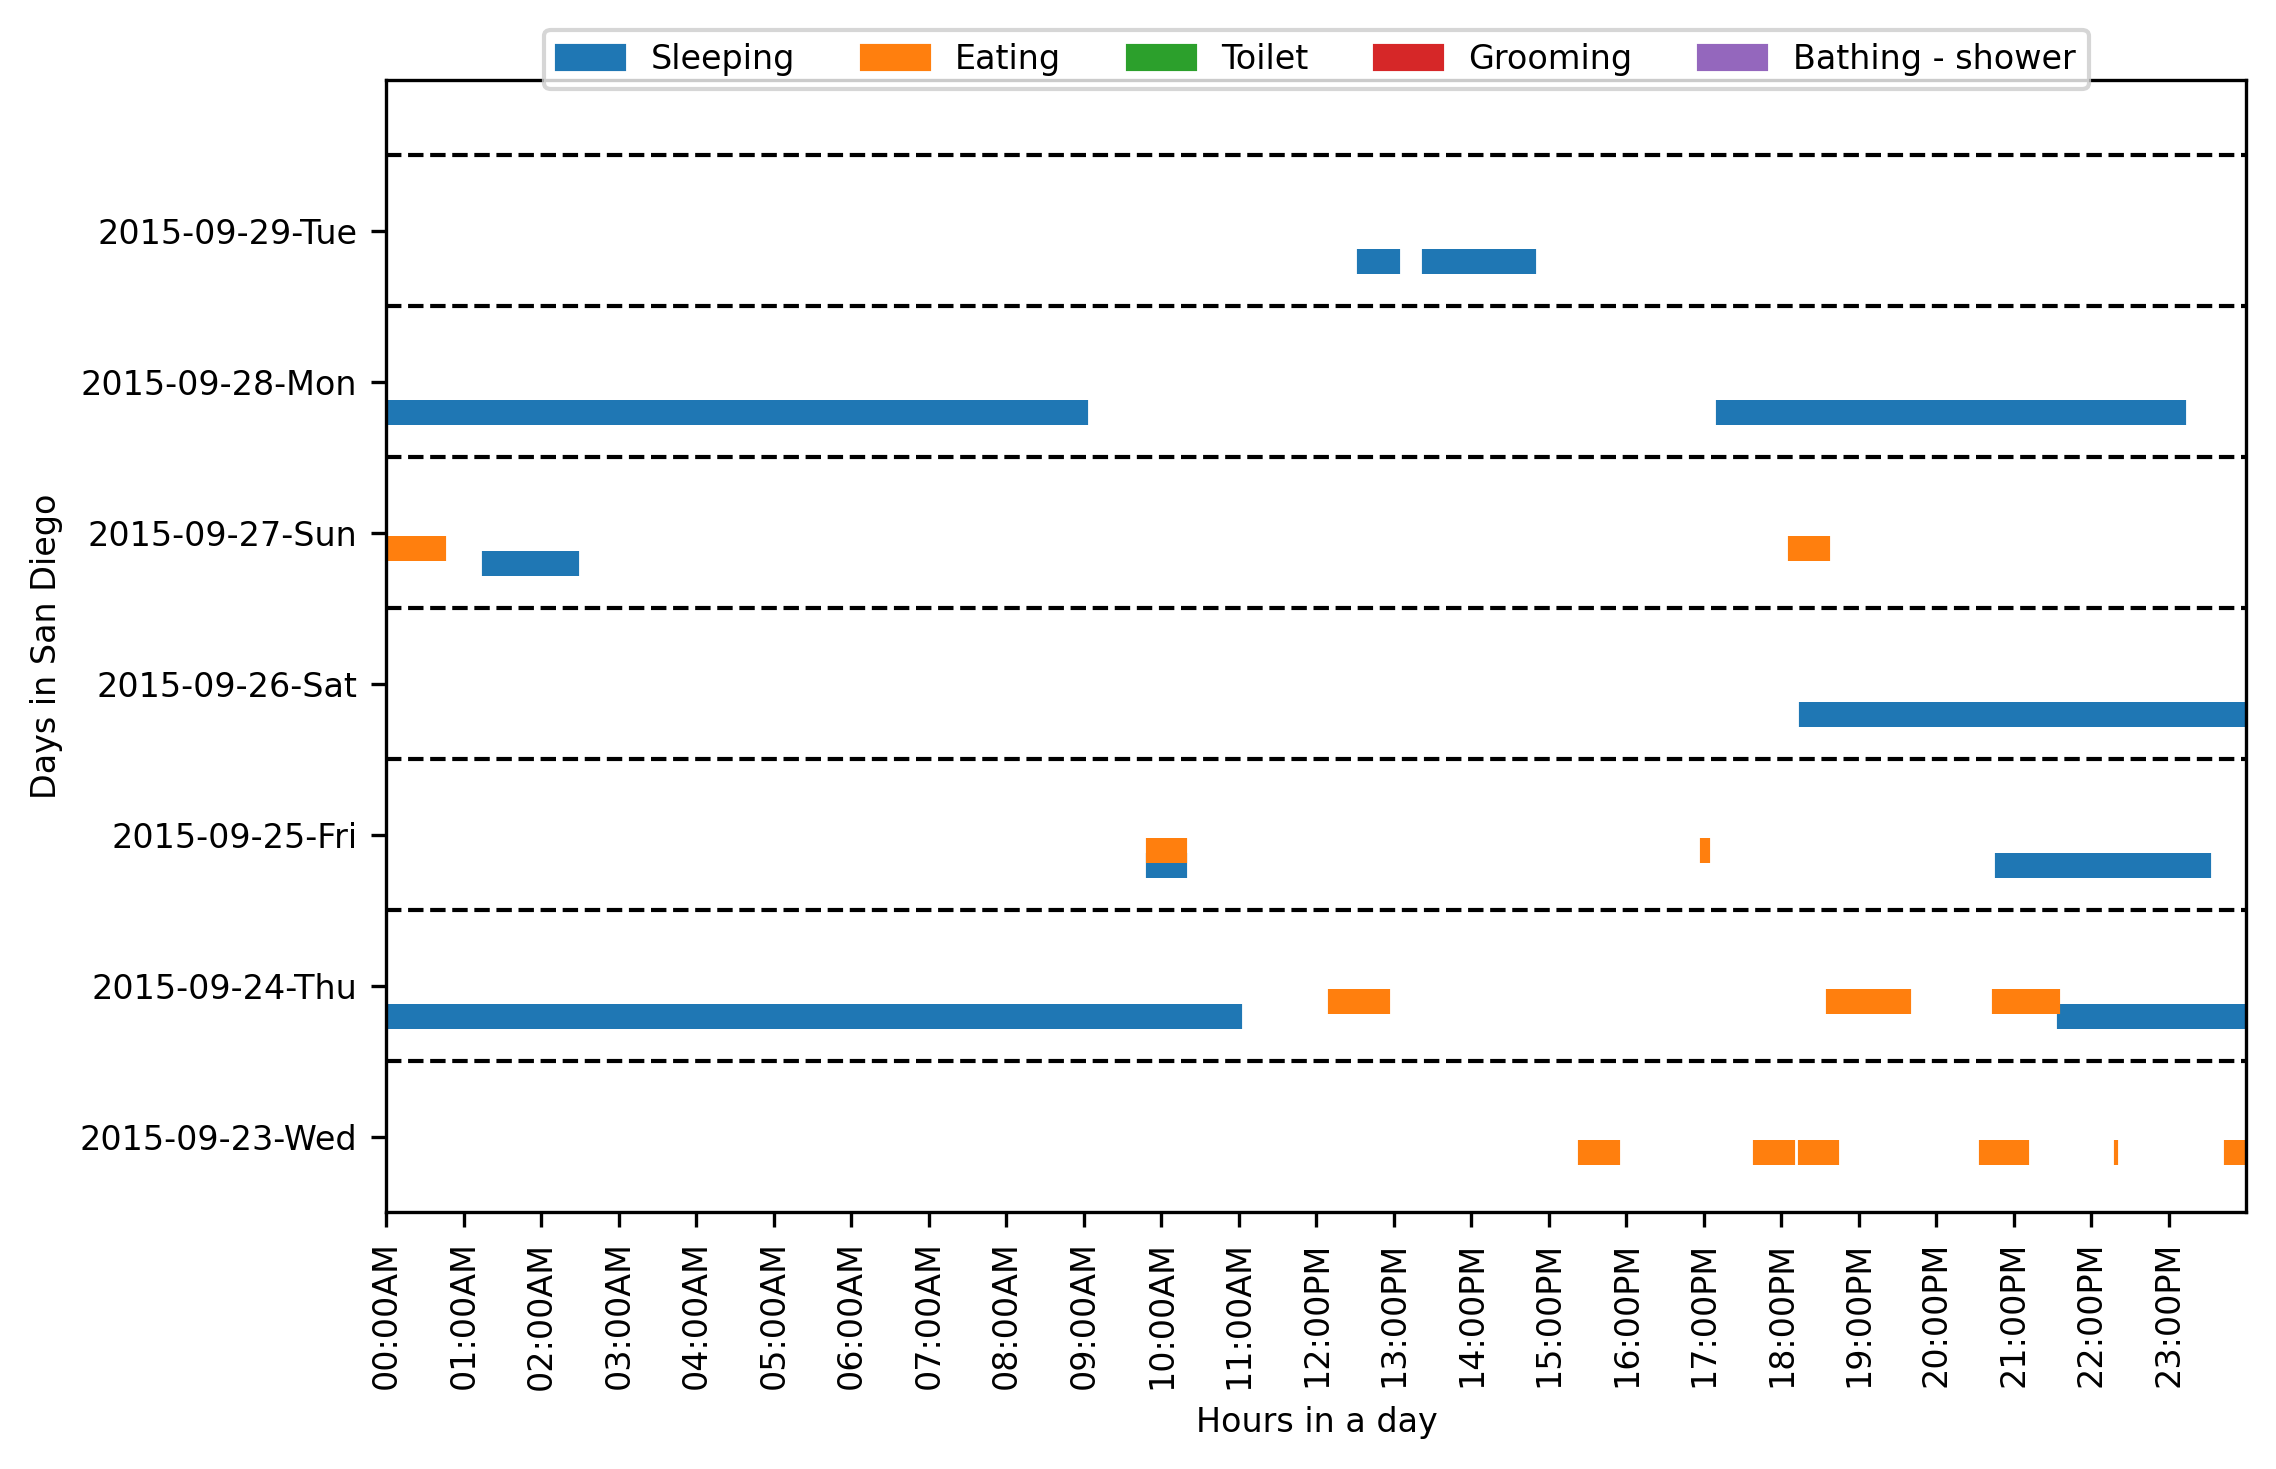 Sleeping Eating Toilet Grooming Bathing - shower
2015-09-29-Tue
2015-09-28-Mon
2015-09-27-Sun
2015-09-26-Sat
2015-09-25-Fri
2015-09-24-Thu
2015-09-23-Wed
Days in San Diego
00:00AM
01:00AM
02:00AM
03:00AM
04:00AM
05:00AM
06:00AM
07:00AM
08:00AM
09:00AM
10:00AM
11:00AM
12:00PM
13:00PM
14:00PM
15:00PM
16:00PM
17:00PM
18:00PM
19:00PM
20:00PM
21:00PM
22:00PM
23:00PM
Hours in a day